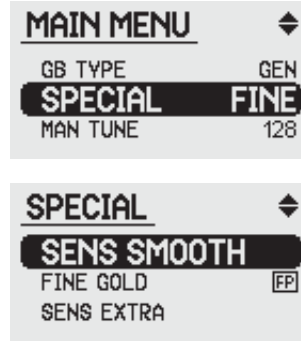 MAIN MENU
GB TYPE GEN
SPECIAL FINE
MAN TUNE 128
SPECIAL
SENS SMOOTH
FINE GOLD FP
SENS EXTRA